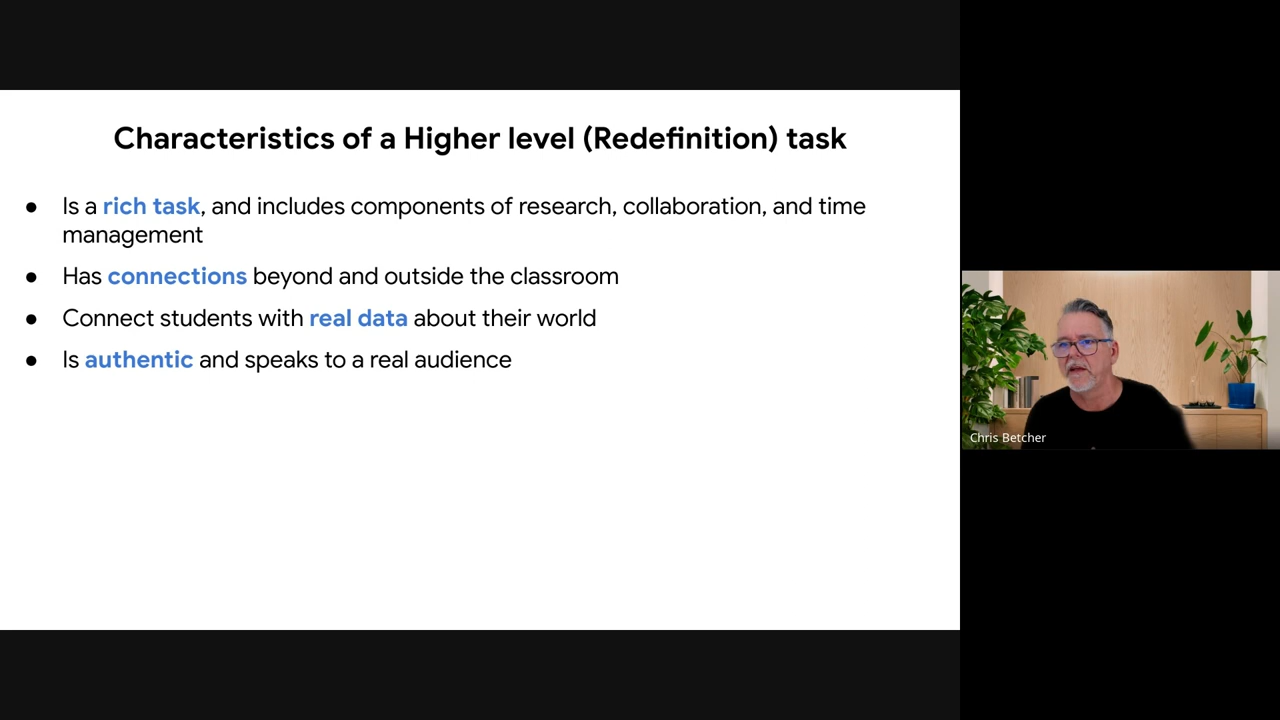 Characteristics of a Higher level (Redefinition) task
● Is a rich task, and includes components of research, collaboration, and time
management
● Has connections beyond and outside the classroom
● Connect students with real data about their world
● Is authentic and speaks to a real audience
Chris Betcher